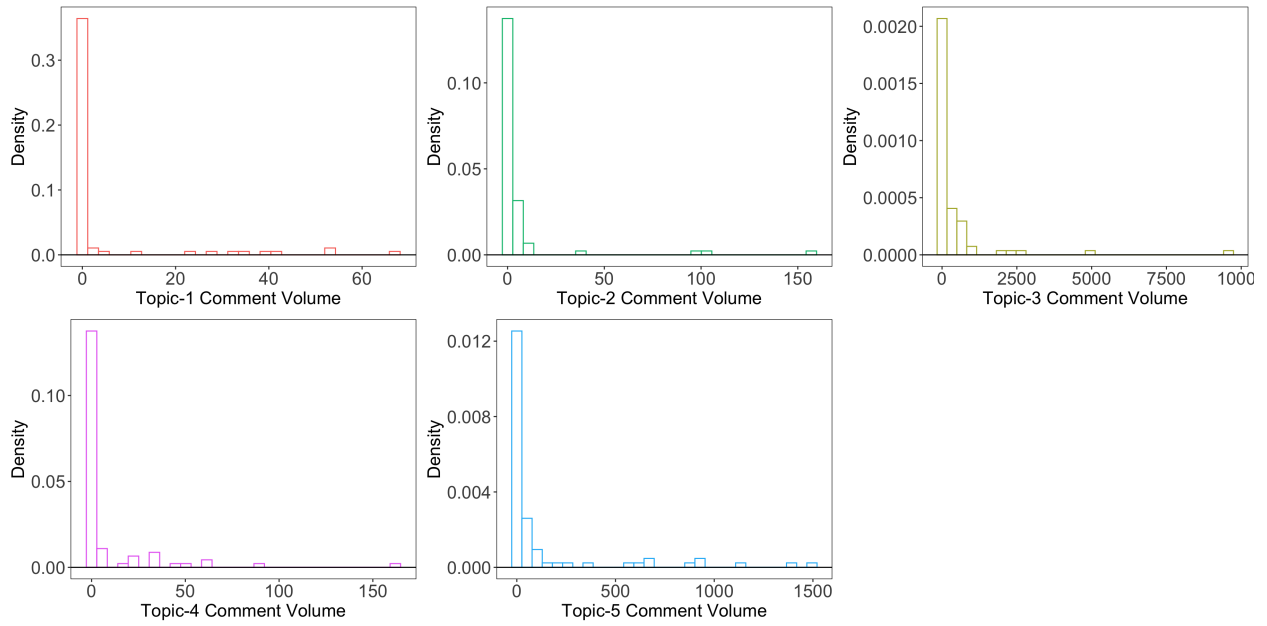 Density
0.3
0.2
0.1
0.0
0 20 40 60
Topic-1 Comment Volume
Density
0.10
0.05
0.00
0 50 100 150
Topic-2 Comment Volume
Density
0.0020
0.0015
0.0010
0.0005
0.0000
0 2500 5000 7500 1000
Topic-3 Comment Volume
Density
0.10
0.05
0.00
0 50 100 150
Topic-4 Comment Volume
Density
0.012
0.008
0.004
0.000
0 500 1000 1500
Topic-5 Comment Volume